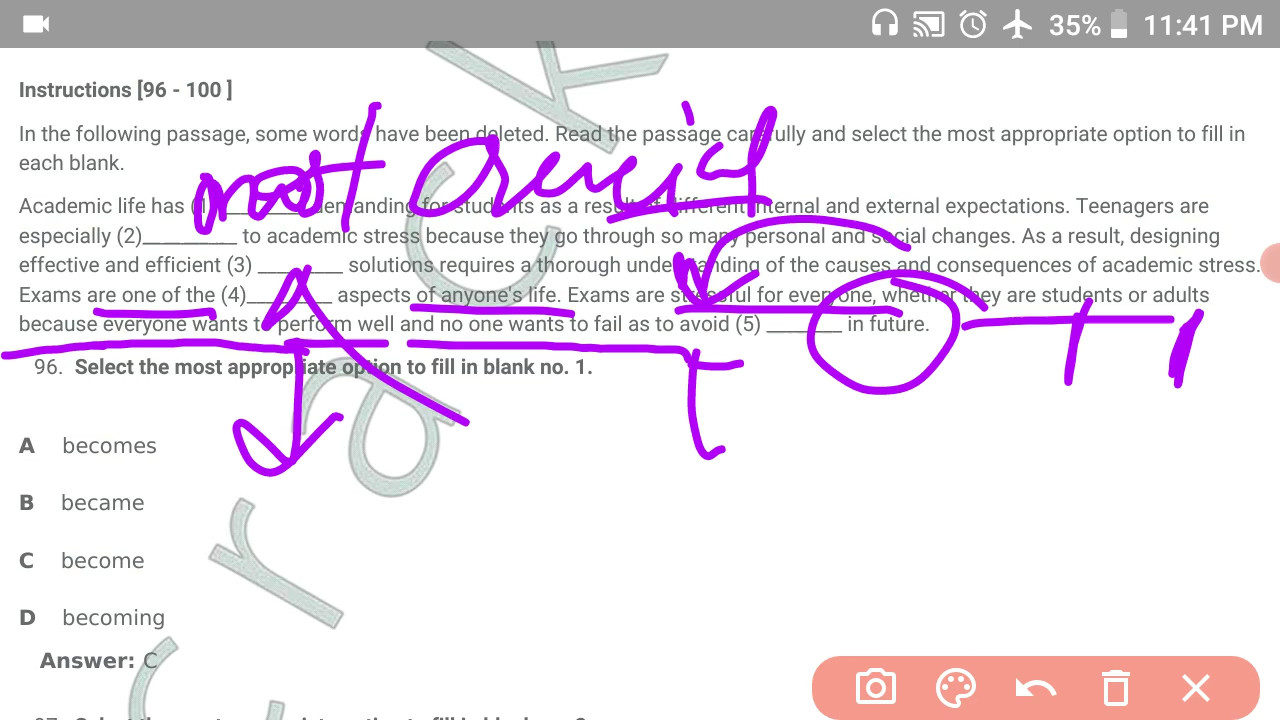 35% 11:41 PM
Instructions [96 - 100 ]
In the following passage, some words have been deleted. Read the passage carefully and select the most appropriate option to fill in
each blank.
most crucial
Academic life has (1)_________ demanding for students as a result of different internal and external expectations. Teenagers are
especially (2)__________ to academic stress because they go through so many personal and social changes. As a result, designing
effective and efficient (3) _________ solutions requires a thorough understanding of the causes and consequences of academic stress.
Exams are one of the (4)_________ aspects of anyone's life. Exams are stressful for everyone, whether they are students or adults
because everyone wants to perform well and no one wants to fail as to avoid (5) ________ in future.
96. Select the most appropriate option to fill in blank no. 1.
A becomes
B became
C become
D becoming
Answer: C
c r a c k